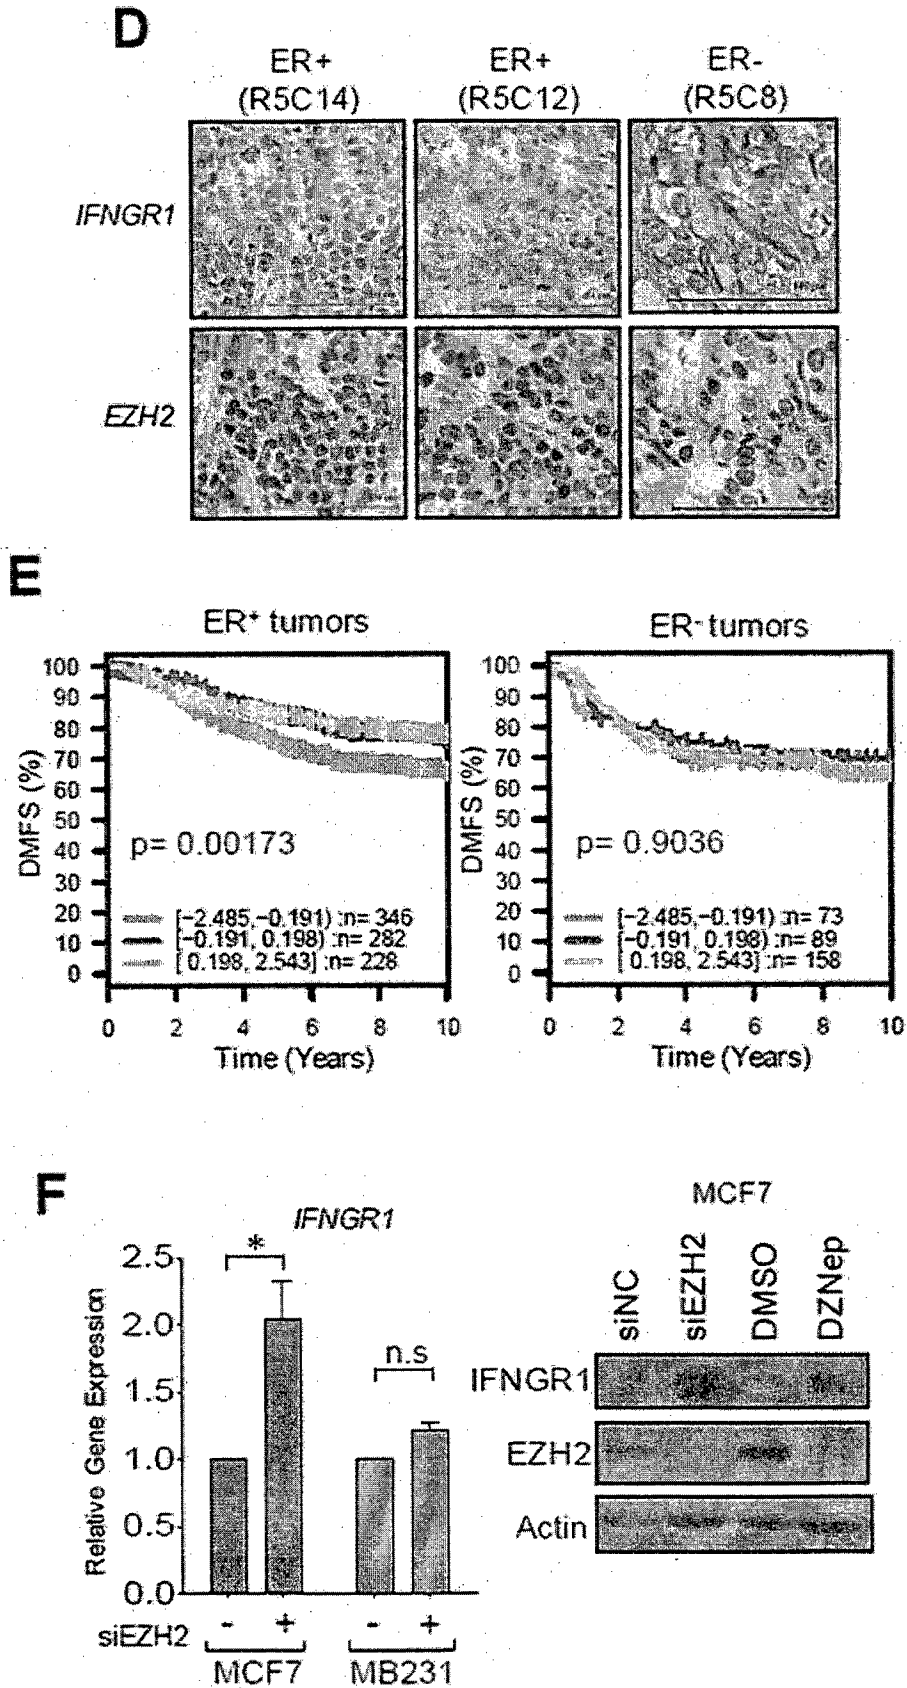 D
ER+ ER+ ER-
(R5C14) (R5C12) (R5C8)
IFNGR1
EZH2
E
ER+ tumors
DMFS (%)
100
90
80
70
60
50
40
30
20
10
0
p= 0.00173
[−2.485,−0.191) :n= 346
[−0.191, 0.198) :n= 282
[ 0.198, 2.543] :n= 228
0 2 4 6 8 10
Time (Years)
ER- tumors
DMFS (%)
100
90
80
70
60
50
40
30
20
10
0
p= 0.9036
[−2.485,−0.191) :n= 73
[−0.191, 0.198) :n= 89
[ 0.198, 2.543] :n= 158
0 2 4 6 8 10
Time (Years)
F
IFNGR1
Relative Gene Expression
2.5
2.0
1.5
1.0
0.5
0.0
*
n.s
siEZH2 - + - +
MCF7 MB231
MCF7
siNC siEZH2 DMSO DZNep
IFNGR1
EZH2
Actin